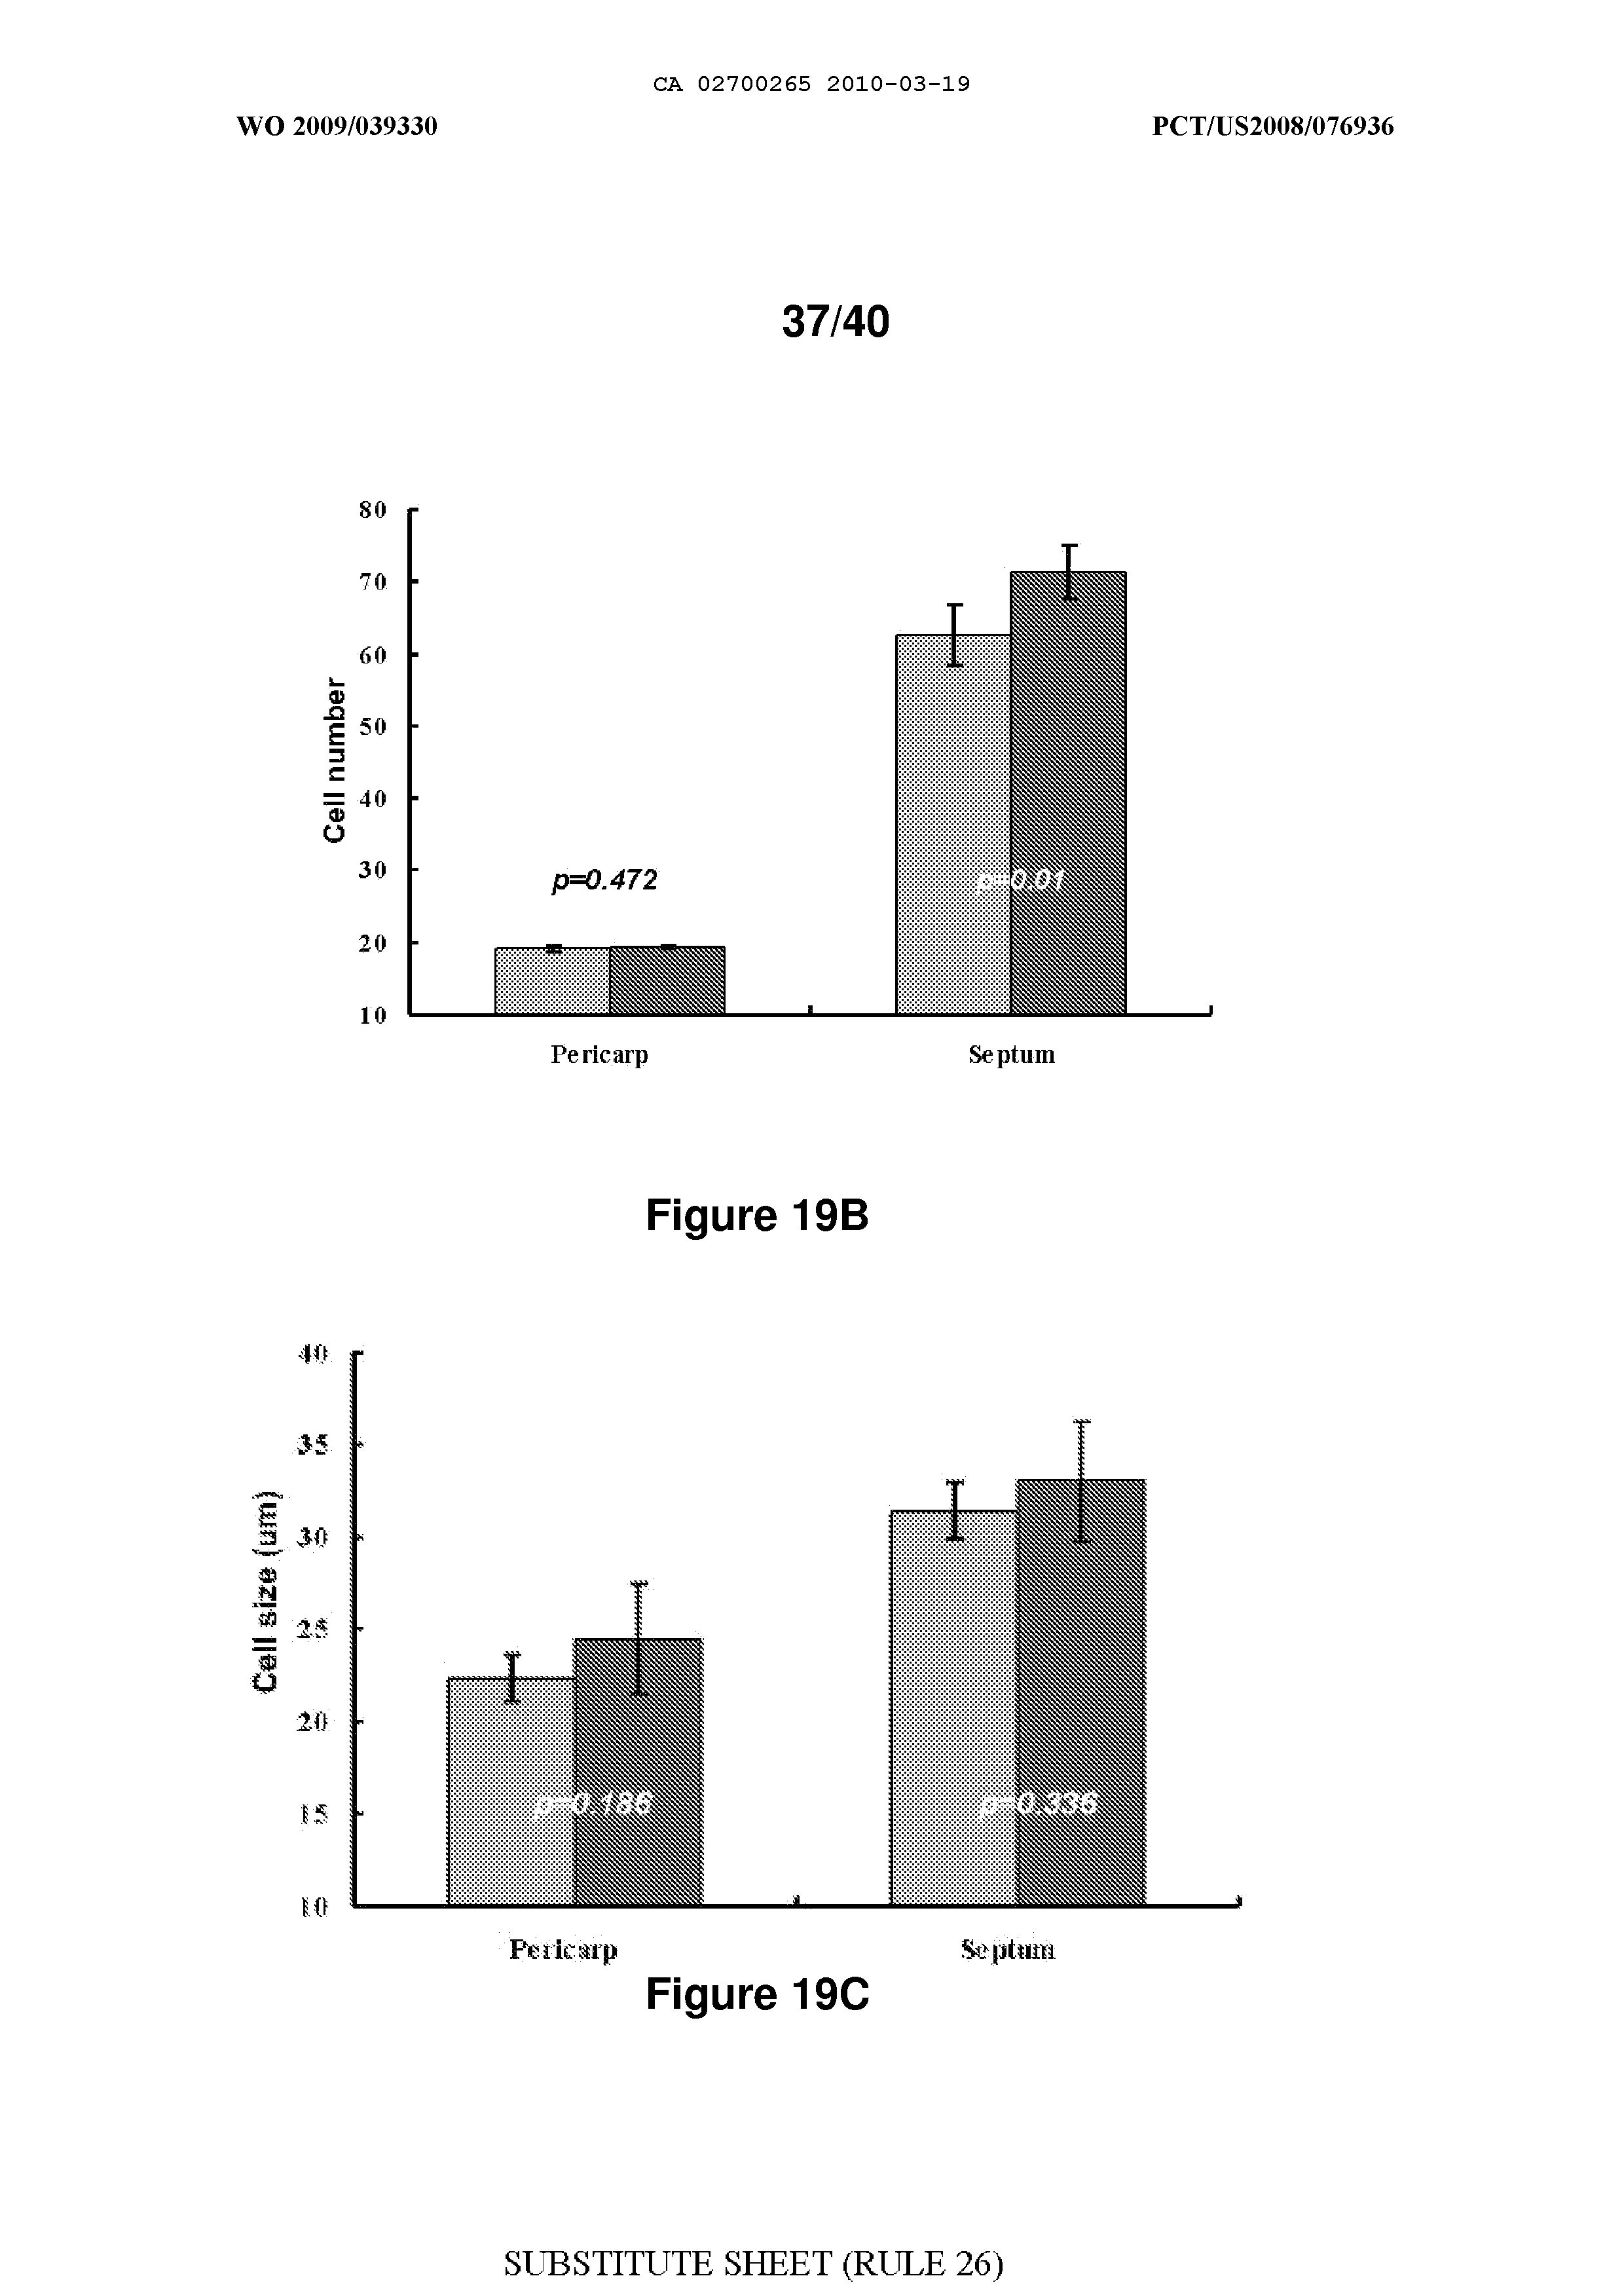 CA 02700265 2010-03-19
WO 2009/039330 PCT/US2008/076936
37/40
80
70
60
50
40
30
20
10
Cell number
p=0.472
p=0.01
Pericarp Septum
Figure 19B
40
35
30
25
20
15
10
Cell size (um)
p=0.186
p=0.336
Pericarp Septum
Figure 19C
SUBSTITUTE SHEET (RULE 26)